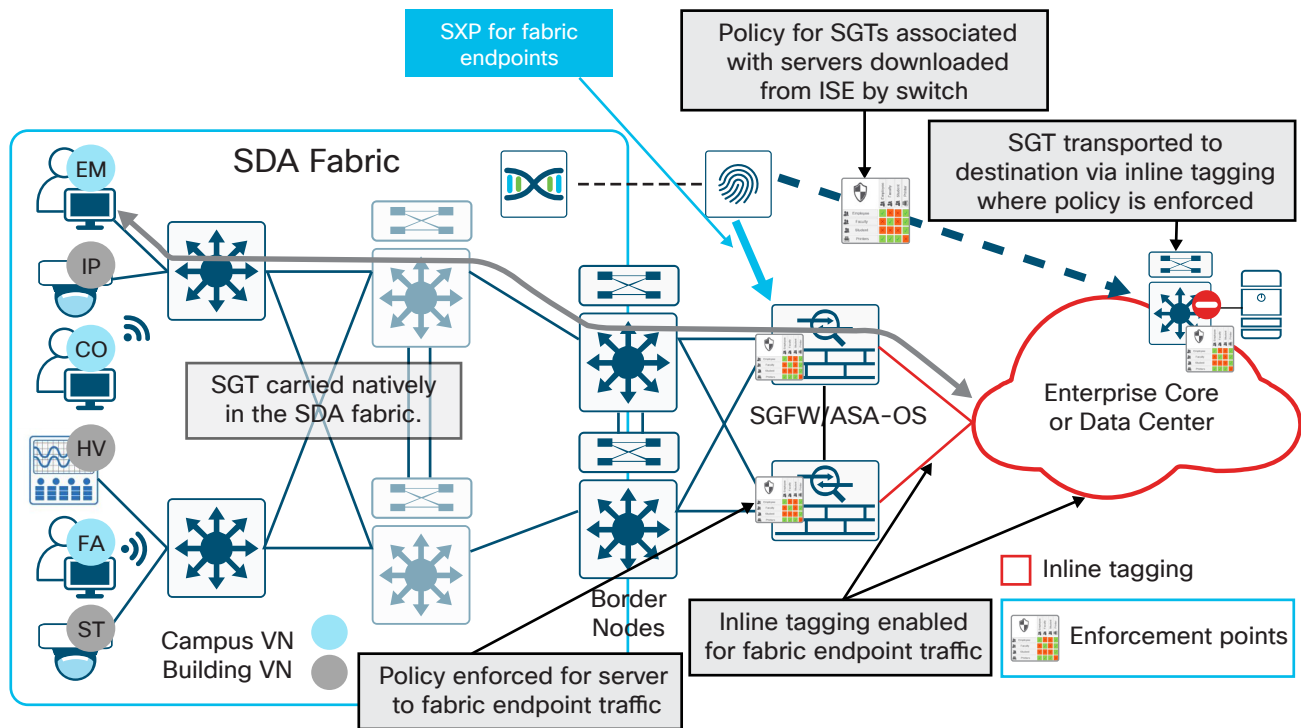 SXP for fabric
endpoints
Policy for SGTs associated
with servers downloaded
from ISE by switch
SGT transported to
destination via inline tagging
where policy is enforced
SDA Fabric
EM
IP
CO
HV
FA
ST
SGT carried natively
in the SDA fabric.
SGFW/ASA-OS
Enterprise Core
or Data Center
Border
Nodes
Campus VN
Building VN
Policy enforced for server
to fabric endpoint traffic
Inline tagging enabled
for fabric endpoint traffic
Inline tagging
Enforcement points